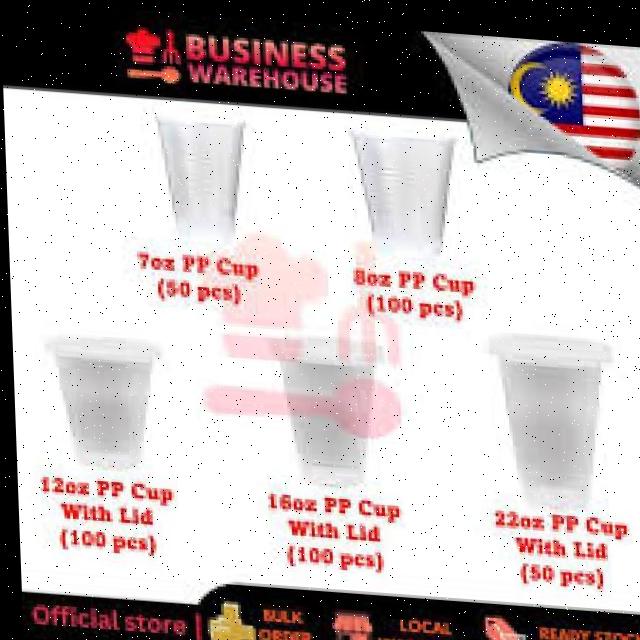 BUSINESS
WAREHOUSE
7oz PP Cup
(50 pcs)
8oz PP Cup
(100 pcs)
12oz PP Cup
With Lid
(100 pcs)
16oz PP Cup
With Lid
(100 pcs)
22oz PP Cup
With Lid
(50 pcs)
Official store
BULK
ORDER
LOCAL